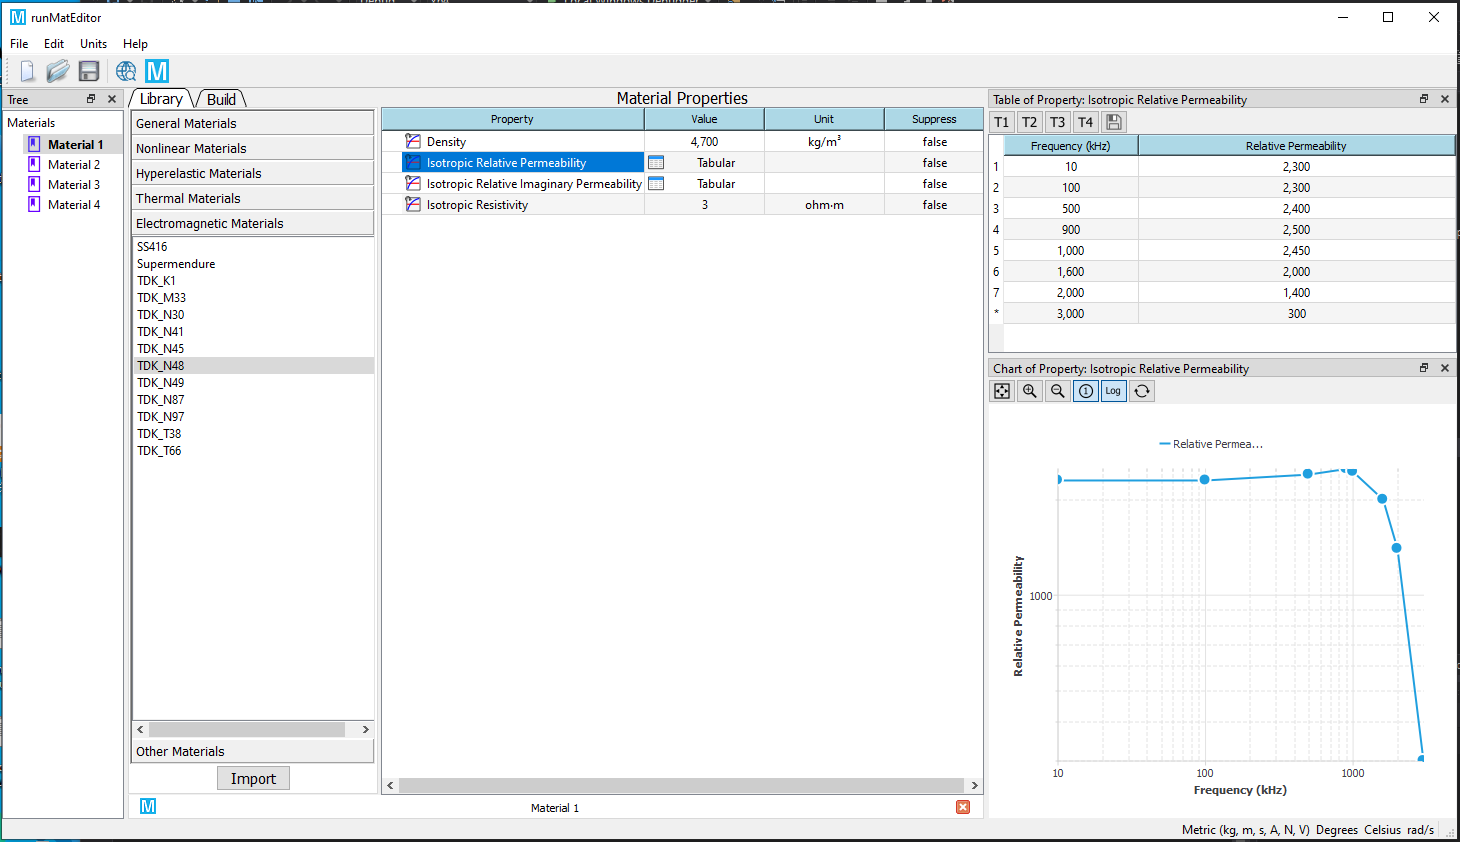 runMatEditor
File Edit Units Help
M
Tree
Materials
Material 1
Material 2
Material 3
Material 4
Library Build
General Materials
Nonlinear Materials
Hyperelastic Materials
Thermal Materials
Electromagnetic Materials
SS416
Supermendure
TDK_K1
TDK_M33
TDK_N30
TDK_N41
TDK_N45
TDK_N48
TDK_N49
TDK_N87
TDK_N97
TDK_T38
TDK_T66
Other Materials
Import
Material Properties
Property Value Unit Suppress
Density 4,700 kg/m³ false
Isotropic Relative Permeability Tabular false
Isotropic Relative Imaginary Permeability Tabular false
Isotropic Resistivity 3 ohm·m false
M Material 1
Table of Property: Isotropic Relative Permeability
T1 T2 T3 T4
Frequency (kHz) Relative Permeability
1 10 2,300
2 100 2,300
3 500 2,400
4 900 2,500
5 1,000 2,450
6 1,600 2,000
7 2,000 1,400
* 3,000 300
Chart of Property: Isotropic Relative Permeability
1 Log
Relative Permea...
Relative Permeability
1000
10 100 1000
Frequency (kHz)
Metric (kg, m, s, A, N, V) Degrees Celsius rad/s